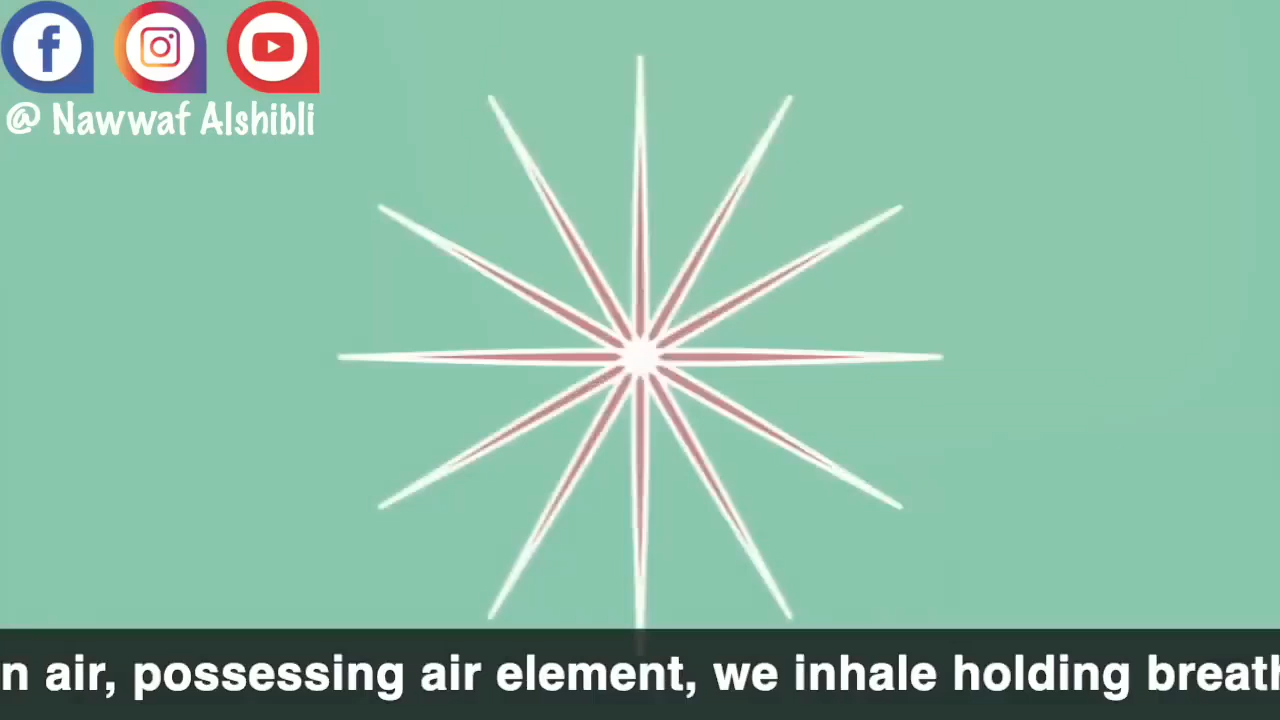 @ Nawwaf Alshibli
n air, possessing air element, we inhale holding breath